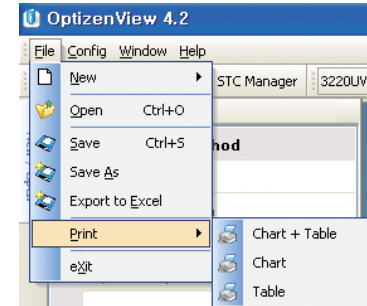 OptizenView 4.2
File Config Window Help
New STC Manager 3220UV
Open Ctrl+O
Save Ctrl+S hod
Save As
Export to Excel
Print Chart + Table
eXit Chart
Table